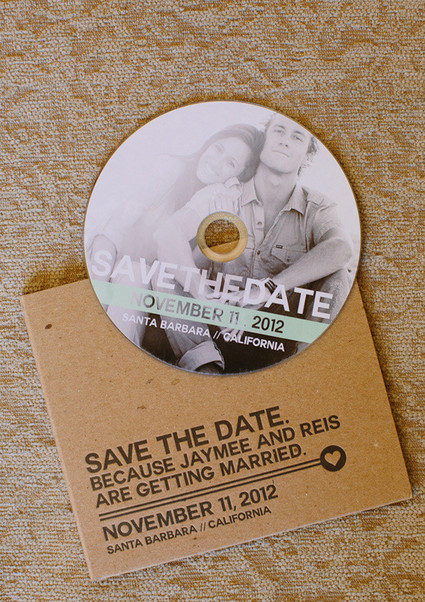 SAVETHEDATE
NOVEMBER 11, 2012
SANTA BARBARA // CALIFORNIA
SAVE THE DATE.
BECAUSE JAYMEE AND REIS
ARE GETTING MARRIED.
NOVEMBER 11, 2012
SANTA BARBARA // CALIFORNIA